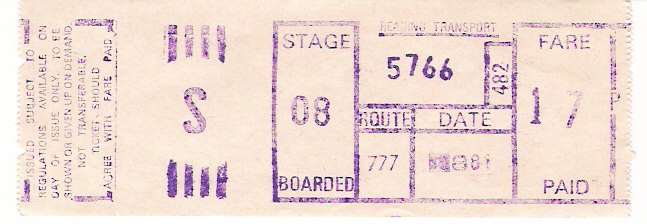 ISSUED SUBJECT TO
REGULATIONS AVAILABLE ON
DAY OF ISSUE ONLY. TO BE
SHOWN OR GIVEN UP ON DEMAND.
NOT TRANSFERABLE.
TICKET SHOULD
AGREE WITH FARE PAID
S
STAGE
08
BOARDED
READING TRANSPORT
5766
482
ROUTE
777
DATE
FARE
1 7
PAID